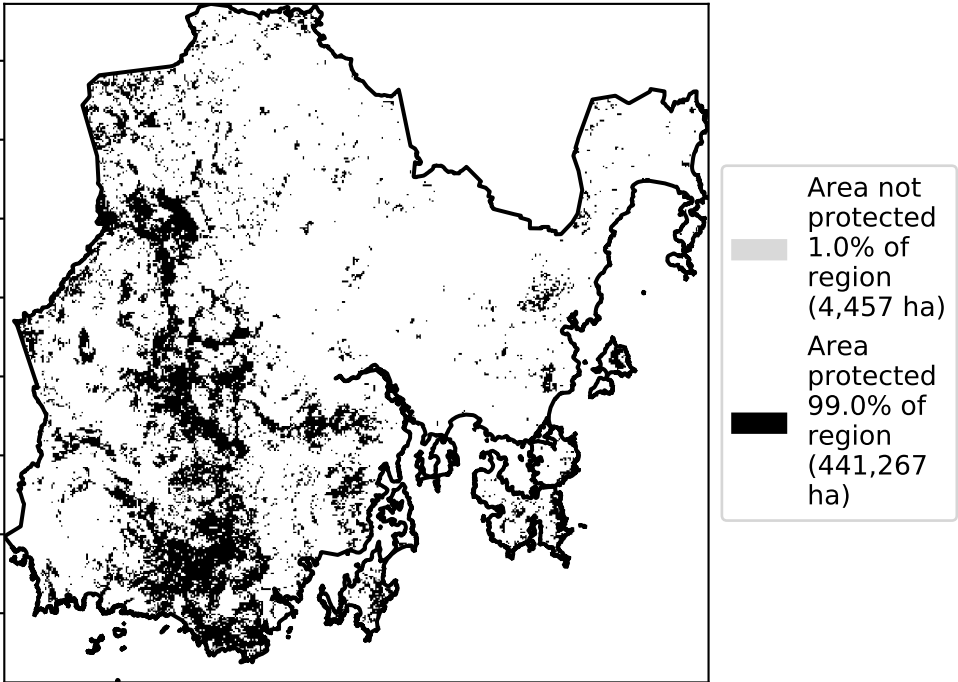 Area not
protected
1.0% of
region
(4,457 ha)
Area
protected
99.0% of
region
(441,267
ha)